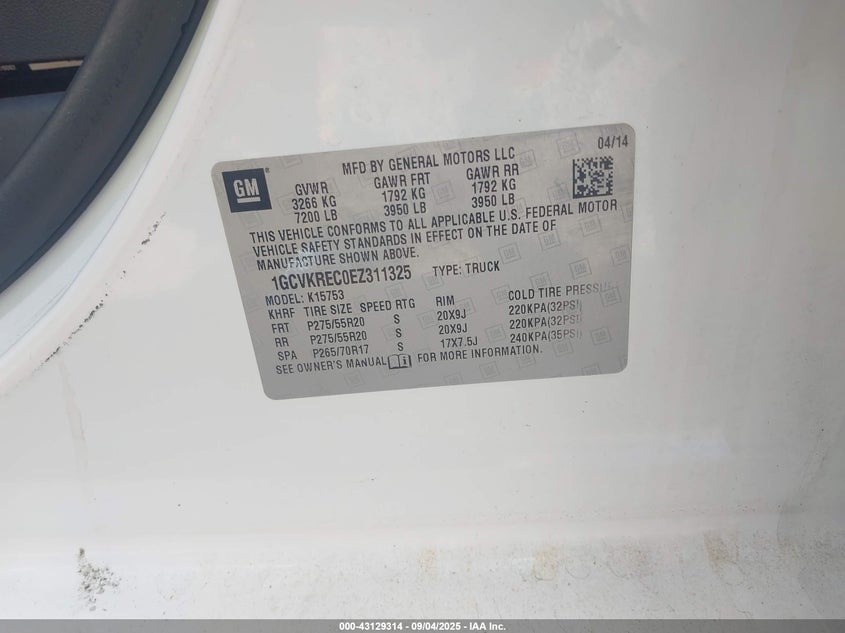 04/14
MFD BY GENERAL MOTORS LLC
GM
GVWR GAWR FRT GAWR RR
3266 KG 1792 KG 1792 KG
7200 LB 3950 LB 3950 LB
THIS VEHICLE CONFORMS TO ALL APPLICABLE U.S. FEDERAL MOTOR
VEHICLE SAFETY STANDARDS IN EFFECT ON THE DATE OF
MANUFACTURE SHOWN ABOVE.
1GCVKREC0EZ311325 TYPE: TRUCK
MODEL: K15753
KHRF TIRE SIZE SPEED RTG RIM COLD TIRE PRESSURE
FRT P275/55R20 S 20X9J 220KPA(32PSI)
RR P275/55R20 S 20X9J 220KPA(32PSI)
SPA P265/70R17 S 17X7.5J 240KPA(35PSI)
SEE OWNER'S MANUAL FOR MORE INFORMATION.
000-43129314 - 09/04/2025 - IAA Inc.